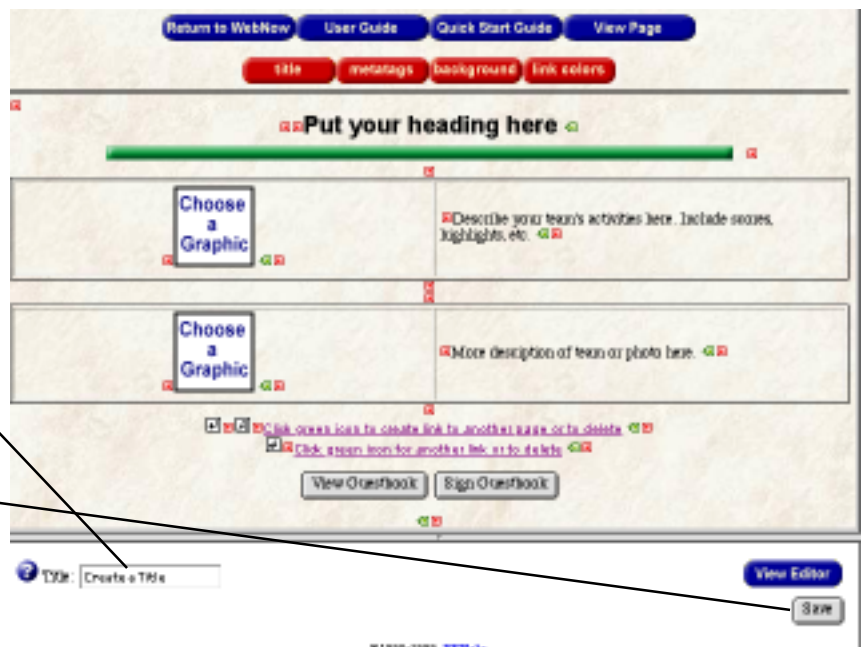 Return to WebNow User Guide Quick Start Guide View Page
title metatags background link colors
Put your heading here
Choose
a
Graphic
Describe your team's activities here. Include scores,
highlights, etc.
Choose
a
Graphic
More description of team or photo here.
Click green icon to create link to another page or to delete
Click green icon for another link or to delete
View Guestbook Sign Guestbook
Title: Create a Title
View Editor
Save